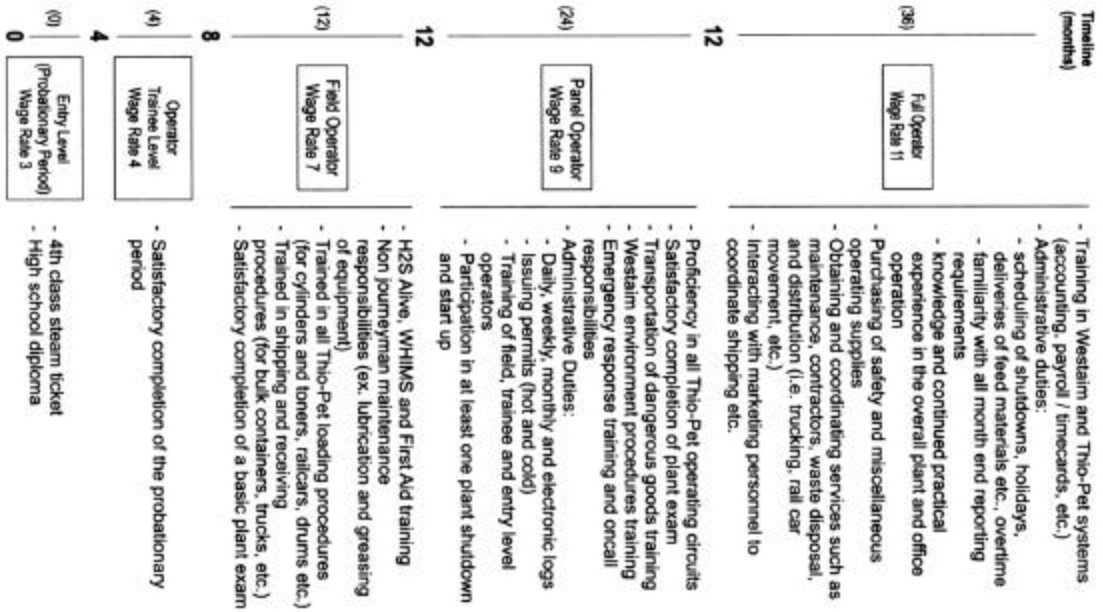 Timeline
(months)
(36)
Full Operator
Wage Rate 11
- Training in Westaim and Thio-Pet systems
(accounting, payroll / timecards, etc.)
- Administrative duties:
- scheduling of shutdowns, holidays,
deliveries of feed materials etc., overtime
- familiarity with all month end reporting
requirements
- knowledge and continued practical
experience in the overall plant and office
operation
- Purchasing of safety and miscellaneous
operating supplies
- Obtaining and coordinating services such as
maintenance, contractors, waste disposal,
and distribution (i.e. trucking, rail car
movement, etc.)
- Interacting with marketing personnel to
coordinate shipping etc.
12
(24)
Panel Operator
Wage Rate 9
- Proficiency in all Thio-Pet operating circuits
- Satisfactory completion of plant exam
- Transportation of dangerous goods training
- Westaim environment procedures training
- Emergency response training and oncall
responsibilities
- Administrative Duties:
- Daily, weekly, monthly and electronic logs
- Issuing permits (hot and cold)
- Training of field, trainee and entry level
operators
- Participation in at least one plant shutdown
and start up
12
(12)
Field Operator
Wage Rate 7
- H2S Alive, WHIMS and First Aid training
- Non journeyman maintenance
responsibilities (ex. lubrication and greasing
of equipment)
- Trained in all Thio-Pet loading procedures
(for cylinders and toners, railcars, drums etc.)
- Trained in shipping and receiving
procedures (for bulk containers, trucks, etc.)
- Satisfactory completion of a basic plant exam
8
(4)
Operator
Trainee Level
Wage Rate 4
- Satisfactory completion of the probationary
period
4
(0)
Entry Level
(Probationary Period)
Wage Rate 3
- 4th class steam ticket
- High school diploma
0